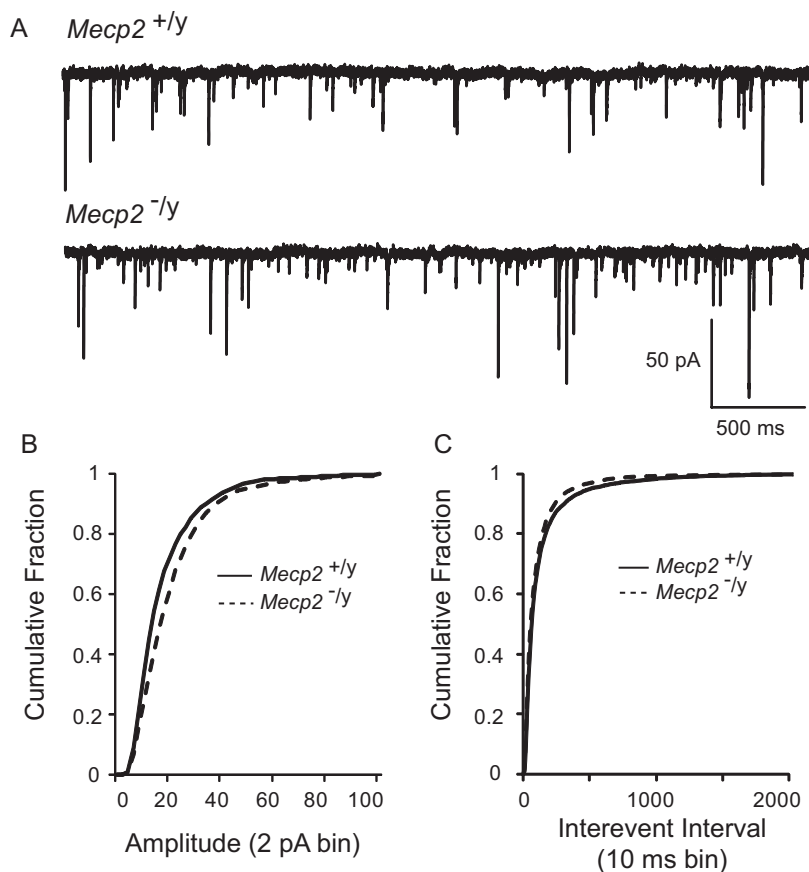 A
Mecp2 +/y
Mecp2 -/y
50 pA
500 ms
B
1
0.8
0.6
0.4
0.2
0
Cumulative Fraction
Mecp2 +/y
Mecp2 -/y
0 20 40 60 80 100
Amplitude (2 pA bin)
C
1
0.8
0.6
0.4
0.2
0
Cumulative Fraction
Mecp2 +/y
Mecp2 -/y
0 1000 2000
Interevent Interval
(10 ms bin)